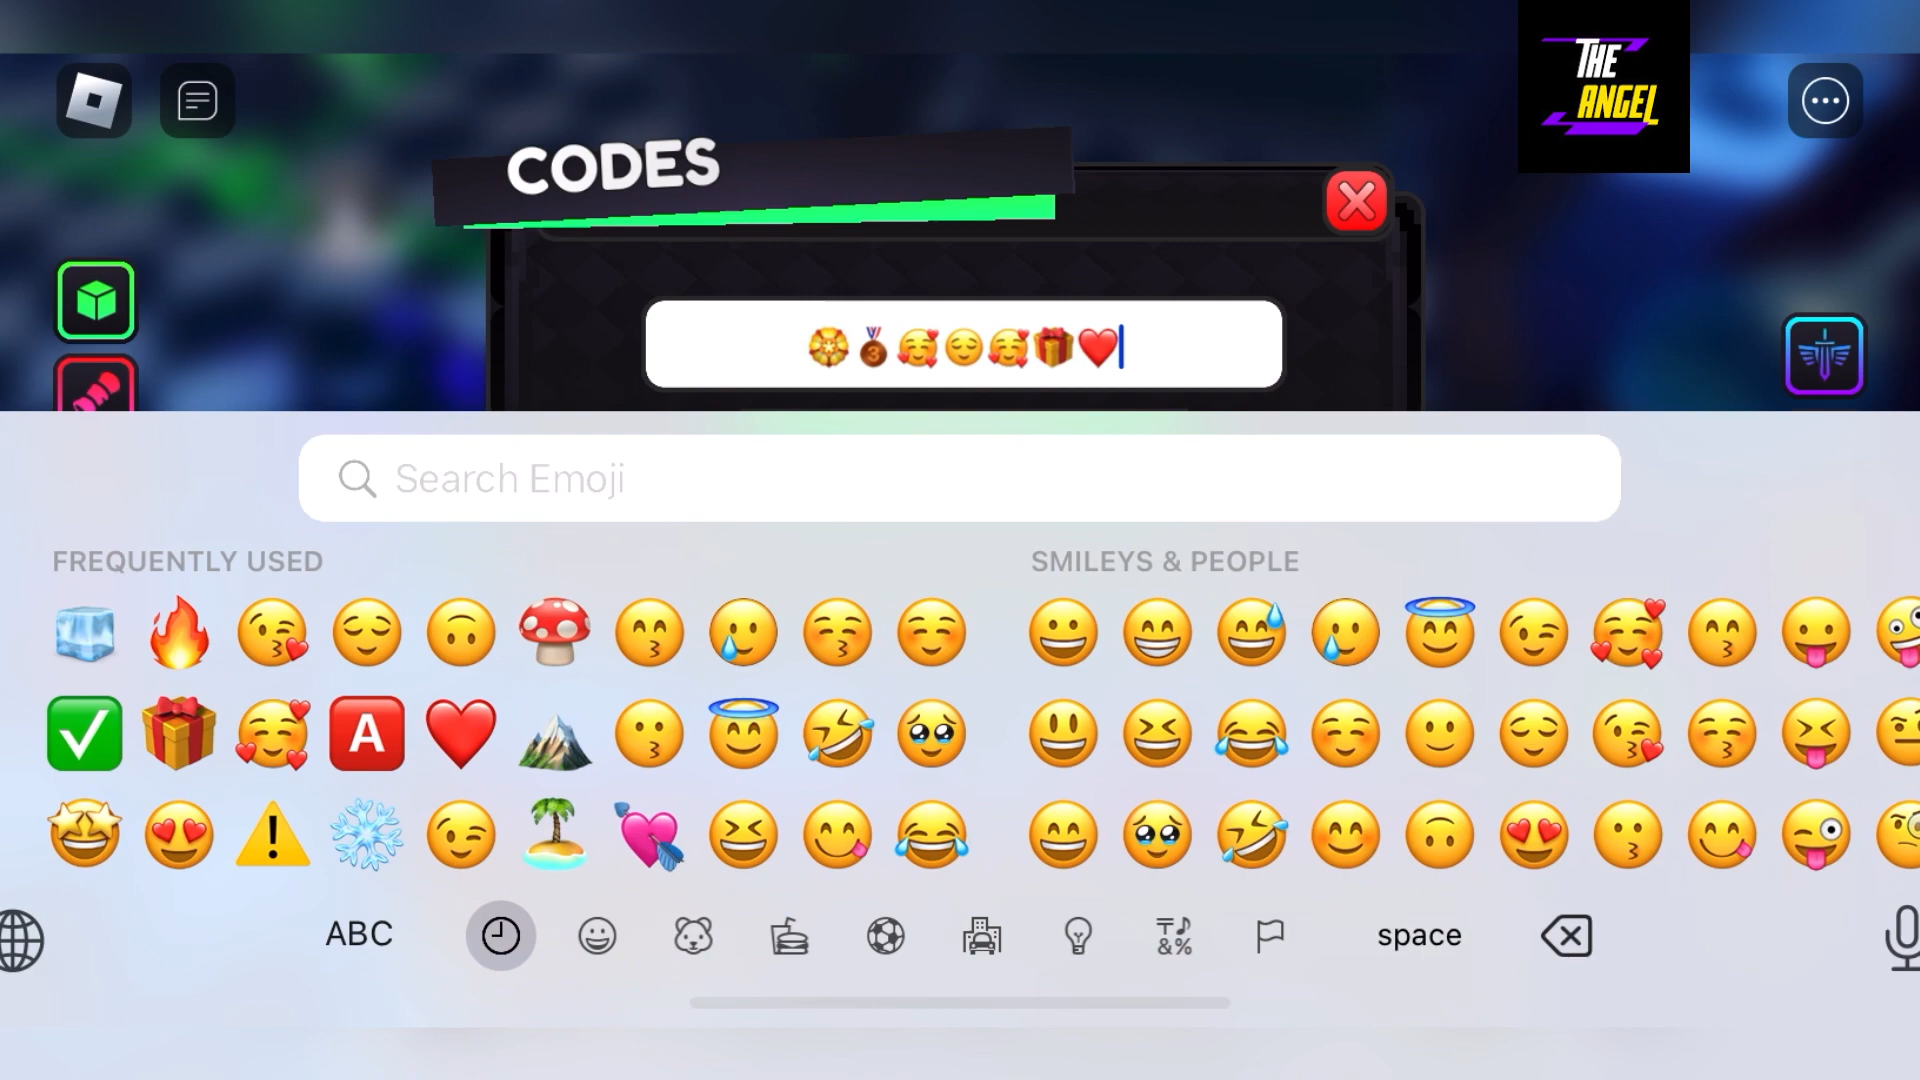 THE
ANGEL
CODES
🏵️🥉🥰😌🥰🎁❤️
Search Emoji
FREQUENTLY USED
SMILEYS & PEOPLE
ABC
space